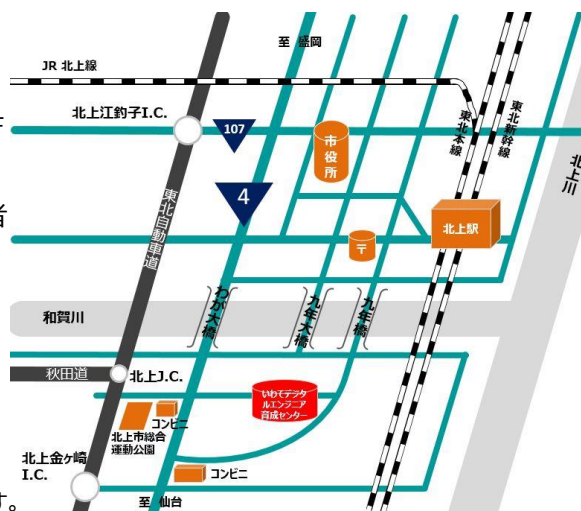 至 盛岡
JR 北上線
北上江釣子I.C.
107
市役所
東北本線
東北新幹線
北上川
4
者
東北自動車道
〒
北上駅
わが大橋
九年大橋
九年橋
和賀川
秋田道
北上J.C.
いわてデジタ
ルエンジニア
育成センター
コンビニ
北上市総合
運動公園
北上金ヶ崎
I.C.
コンビニ
至 仙台
す。